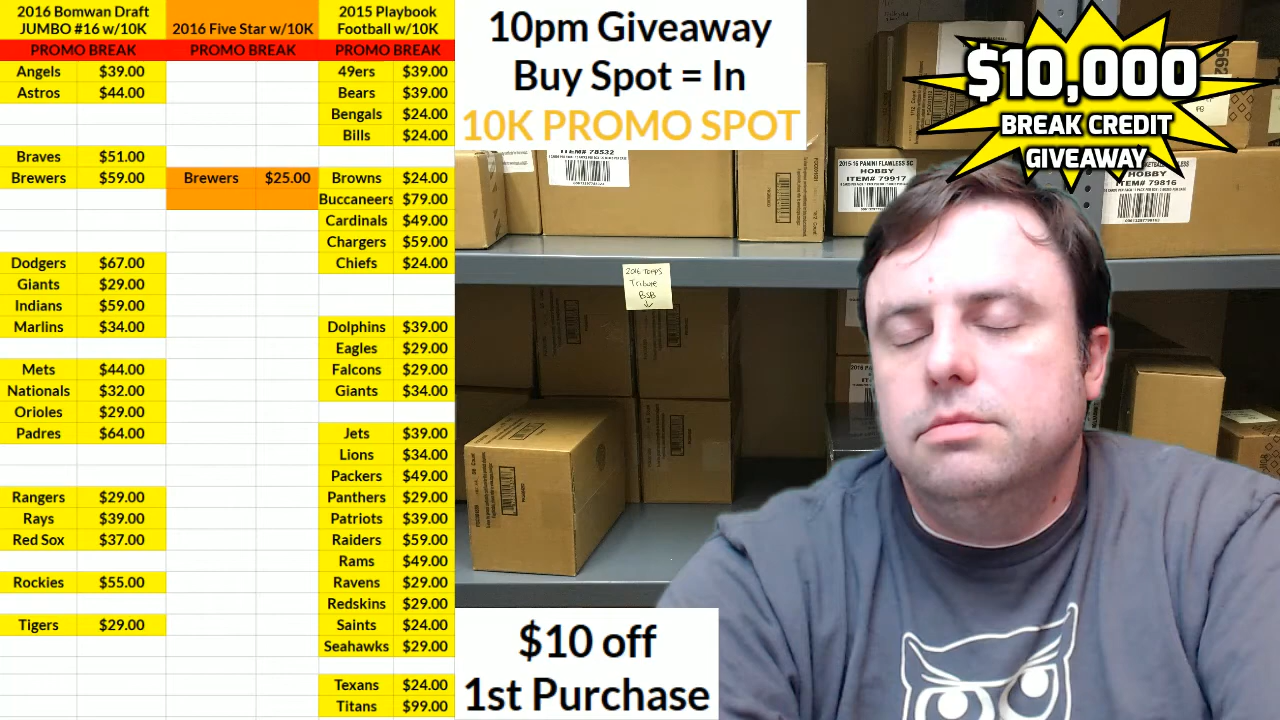 2016 Bomwan Draft
JUMBO #16 w/10K
PROMO BREAK
Angels $39.00
Astros $44.00
Braves $51.00
Brewers $59.00
Dodgers $67.00
Giants $29.00
Indians $59.00
Marlins $34.00
Mets $44.00
Nationals $32.00
Orioles $29.00
Padres $64.00
Rangers $29.00
Rays $39.00
Red Sox $37.00
Rockies $55.00
Tigers $29.00
2016 Five Star w/10K
PROMO BREAK
Brewers $25.00
2015 Playbook
Football w/10K
PROMO BREAK
49ers $39.00
Bears $39.00
Bengals $24.00
Bills $24.00
Browns $24.00
Buccaneers $79.00
Cardinals $49.00
Chargers $59.00
Chiefs $24.00
Dolphins $39.00
Eagles $29.00
Falcons $29.00
Giants $34.00
Jets $39.00
Lions $34.00
Packers $49.00
Panthers $29.00
Patriots $39.00
Raiders $59.00
Rams $49.00
Ravens $29.00
Redskins $29.00
Saints $24.00
Seahawks $29.00
Texans $24.00
Titans $99.00
10pm Giveaway
Buy Spot = In
10K PROMO SPOT
$10,000
BREAK CREDIT
GIVEAWAY
ITEM# 78532
2015-16 PANINI FLAWLESS SC
HOBBY
ITEM# 79917
HOBBY
ITEM# 79816
2016 TOPPS
Tribute
BSB
$10 off
1st Purchase